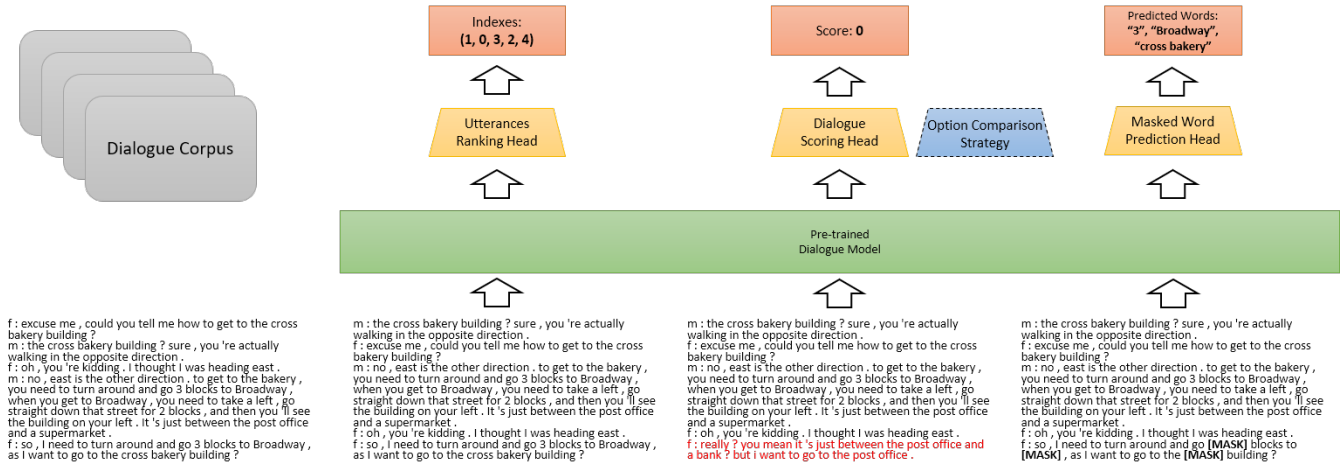 Dialogue Corpus
Indexes:
(1, 0, 3, 2, 4)
Score: 0
Predicted Words:
“3”, “Broadway”,
“cross bakery”
Utterances
Ranking Head
Dialogue
Scoring Head
Option Comparison
Strategy
Masked Word
Prediction Head
Pre-trained
Dialogue Model
f : excuse me , could you tell me how to get to the cross
bakery building ?
m : the cross bakery building ? sure , you 're actually
walking in the opposite direction .
f : oh , you're kidding . I thought I was heading east .
m : no , east is the other direction . to get to the bakery ,
you need to turn around and go 3 blocks to Broadway ,
when you get to Broadway , you need to take a left , go
straight down that street for 2 blocks , and then you 'll see
the building on your left . It 's just between the post office
and a supermarket .
f : so , I need to turn around and go 3 blocks to Broadway ,
as I want to go to the cross bakery building ?
m : the cross bakery building ? sure , you 're actually
walking in the opposite direction .
f : excuse me , could you tell me how to get to the cross
bakery building ?
m : no , east is the other direction . to get to the bakery ,
you need to turn around and go 3 blocks to Broadway ,
when you get to Broadway , you need to take a left , go
straight down that street for 2 blocks , and then you 'll see
the building on your left . It 's just between the post office
and a supermarket .
f : oh , you're kidding . I thought I was heading east .
f : so , I need to turn around and go 3 blocks to Broadway ,
as I want to go to the cross bakery building ?
m : the cross bakery building ? sure , you 're actually
walking in the opposite direction .
f : excuse me , could you tell me how to get to the cross
bakery building ?
m : no , east is the other direction . to get to the bakery ,
you need to turn around and go 3 blocks to Broadway ,
when you get to Broadway , you need to take a left , go
straight down that street for 2 blocks , and then you 'll see
the building on your left . It 's just between the post office
and a supermarket .
f : oh , you're kidding . I thought I was heading east .
f : really ? you mean it 's just between the post office and
a bank ? but i want to go to the post office .
m : the cross bakery building ? sure , you 're actually
walking in the opposite direction .
f : excuse me , could you tell me how to get to the cross
bakery building ?
m : no , east is the other direction . to get to the bakery ,
you need to turn around and go 3 blocks to Broadway ,
when you get to Broadway , you need to take a left , go
straight down that street for 2 blocks , and then you 'll see
the building on your left . It 's just between the post office
and a supermarket .
f : oh , you're kidding . I thought I was heading east .
f : so , I need to turn around and go [MASK] blocks to
[MASK] , as I want to go to the [MASK] building ?